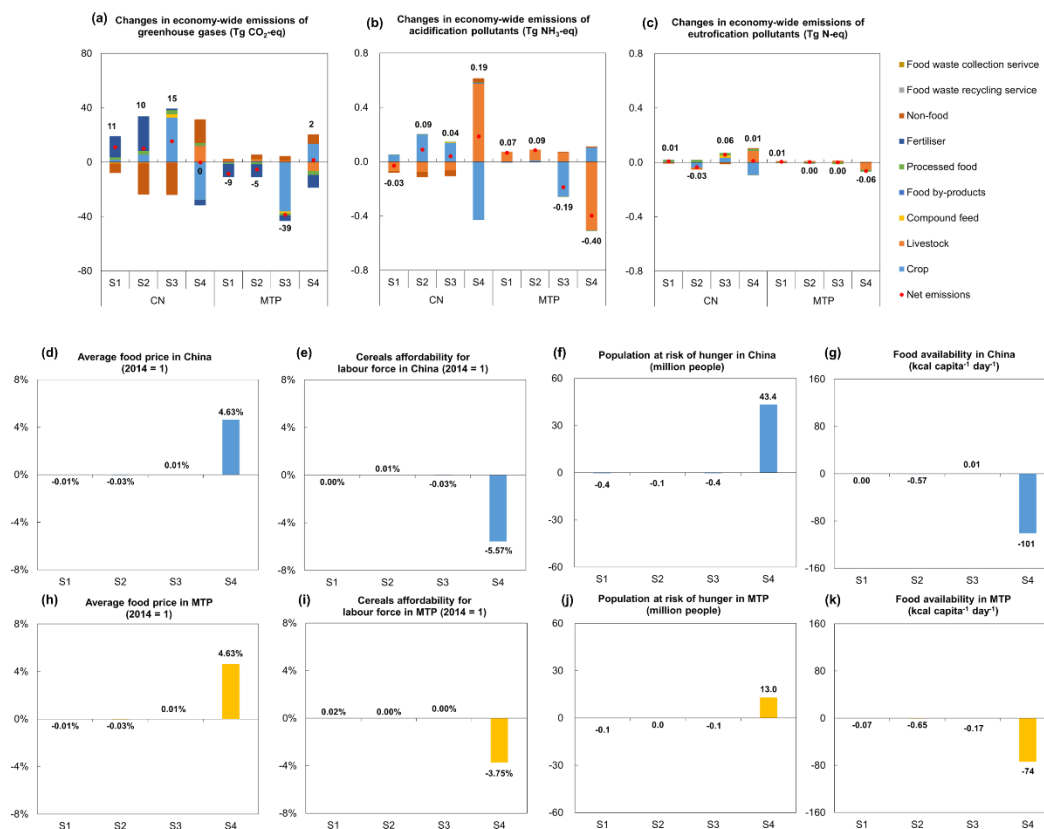 (a) Changes in economy-wide emissions of
greenhouse gases (Tg CO₂-eq)
80
40
0
-40
-80
11
10
15
0
-9
-5
-39
2
S1 S2 S3 S4 S1 S2 S3 S4
CN MTP
(b) Changes in economy-wide emissions of
acidification pollutants (Tg NH₃-eq)
0.8
0.4
0.0
-0.4
-0.8
-0.03
0.09
0.04
0.19
0.07
0.09
-0.19
-0.40
S1 S2 S3 S4 S1 S2 S3 S4
CN MTP
(c) Changes in economy-wide emissions of
eutrofication pollutants (Tg N-eq)
0.8
0.4
0.0
-0.4
-0.8
0.01
-0.03
0.06
0.01
0.01
0.00
0.00
-0.06
S1 S2 S3 S4 S1 S2 S3 S4
CN MTP
Food waste collection serivce
Food waste recycling service
Non-food
Fertiliser
Processed food
Food by-products
Compound feed
Livestock
Crop
Net emissions
(d) Average food price in China
(2014 = 1)
8%
4%
0%
-4%
-8%
-0.01%
-0.03%
0.01%
4.63%
S1 S2 S3 S4
(e) Cereals affordability for
labour force in China (2014 = 1)
8%
4%
0%
-4%
-8%
0.00%
0.01%
-0.03%
-5.57%
S1 S2 S3 S4
(f) Population at risk of hunger in China
(million people)
60
30
0
-30
-60
-0.4
-0.1
-0.4
43.4
S1 S2 S3 S4
(g) Food availability in China
(kcal capita⁻¹ day⁻¹)
160
80
0
-80
-160
0.00
-0.57
0.01
-101
S1 S2 S3 S4
(h) Average food price in MTP
(2014 = 1)
8%
4%
0%
-4%
-8%
-0.01%
-0.03%
0.01%
4.63%
S1 S2 S3 S4
(i) Cereals affordability for
labour force in MTP (2014 = 1)
8%
4%
0%
-4%
-8%
0.02%
0.00%
0.00%
-3.75%
S1 S2 S3 S4
(j) Population at risk of hunger in MTP
(million people)
60
30
0
-30
-60
-0.1
0.0
-0.1
13.0
S1 S2 S3 S4
(k) Food availability in MTP
(kcal capita⁻¹ day⁻¹)
160
80
0
-80
-160
-0.07
-0.65
-0.17
-74
S1 S2 S3 S4